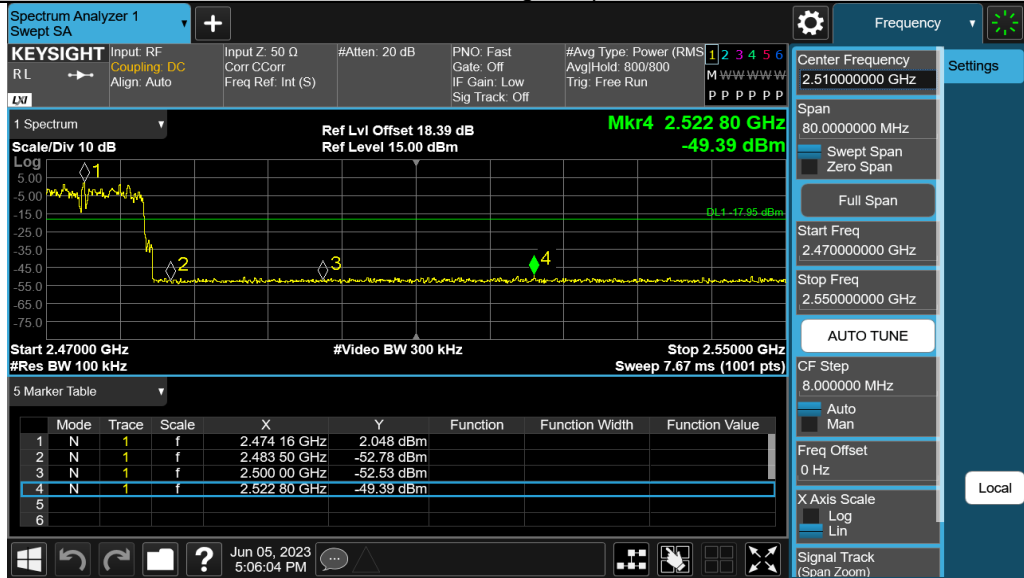 Spectrum Analyzer 1
Swept SA
+
Frequency
KEYSIGHT
RL
LXI
Input: RF
Coupling: DC
Align: Auto
Input Z: 50 Ω
Corr CCorr
Freq Ref: Int (S)
#Atten: 20 dB
PNO: Fast
Gate: Off
IF Gain: Low
Sig Track: Off
#Avg Type: Power (RMS
Avg|Hold: 800/800
Trig: Free Run
1 2 3 4 5 6
M W W W W W
P P P P P P
1 Spectrum
Scale/Div 10 dB
Ref Lvl Offset 18.39 dB
Ref Level 15.00 dBm
Mkr4 2.522 80 GHz
-49.39 dBm
Log
5.00
-5.00
-15.0
-25.0
-35.0
-45.0
-55.0
-65.0
-75.0
1
2
3
4
DL1 -17.95 dBm
Start 2.47000 GHz
#Video BW 300 kHz
Stop 2.55000 GHz
#Res BW 100 kHz
Sweep 7.67 ms (1001 pts)
5 Marker Table
Mode Trace Scale X Y Function Function Width Function Value
1 N 1 f 2.474 16 GHz 2.048 dBm
2 N 1 f 2.483 50 GHz -52.78 dBm
3 N 1 f 2.500 00 GHz -52.53 dBm
4 N 1 f 2.522 80 GHz -49.39 dBm
5
6
Jun 05, 2023
5:06:04 PM
?
Center Frequency
2.510000000 GHz
Span
80.0000000 MHz
Swept Span
Zero Span
Full Span
Start Freq
2.470000000 GHz
Stop Freq
2.550000000 GHz
AUTO TUNE
CF Step
8.000000 MHz
Auto
Man
Freq Offset
0 Hz
X Axis Scale
Log
Lin
Signal Track
(Span Zoom)
Settings
Local